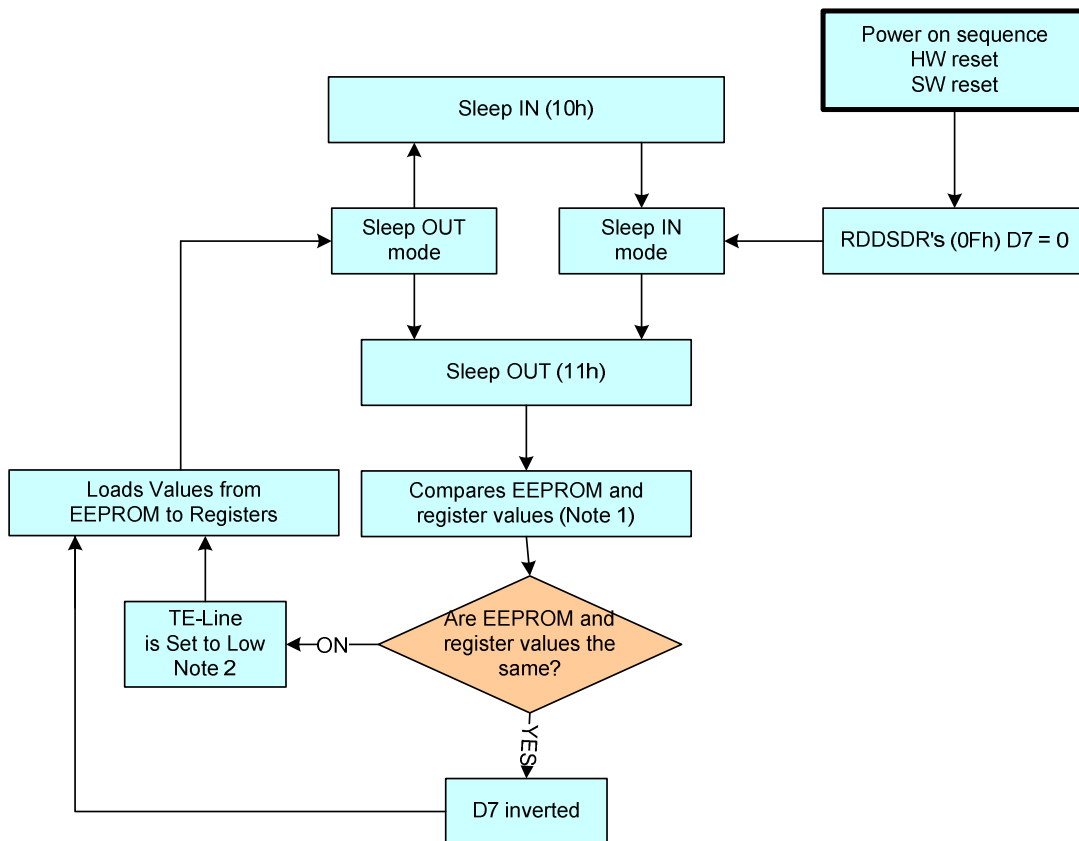 Power on sequence
HW reset
SW reset
Sleep IN (10h)
Sleep OUT
mode
Sleep IN
mode
RDDSDR's (0Fh) D7 = 0
Sleep OUT (11h)
Loads Values from
EEPROM to Registers
Compares EEPROM and
register values (Note 1)
TE-Line
is Set to Low
Note 2
ON
Are EEPROM and
register values the
same?
YES
D7 inverted